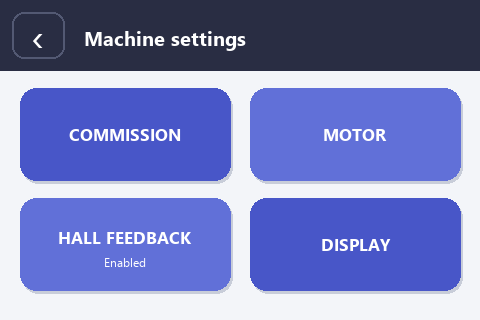 Machine settings
COMMISSION
MOTOR
HALL FEEDBACK
Enabled
DISPLAY